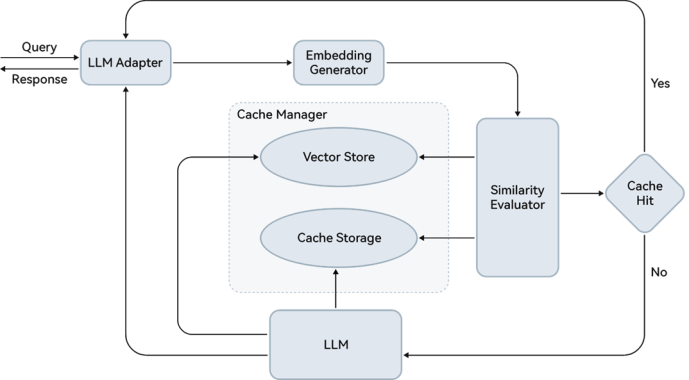 Query
Response
LLM Adapter
Embedding
Generator
Yes
Cache Manager
Vector Store
Similarity
Evaluator
Cache
Hit
Cache Storage
No
LLM